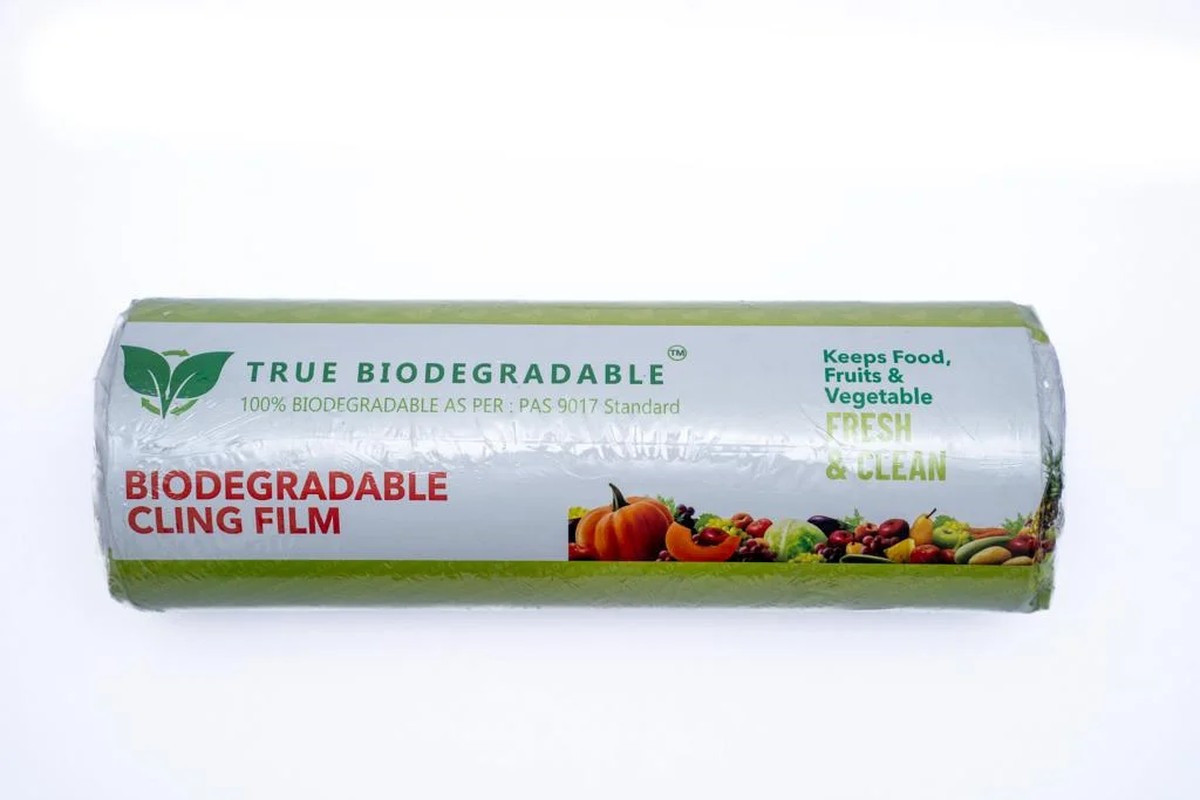 TRUE BIODEGRADABLE™
100% BIODEGRADABLE AS PER : PAS 9017 Standard
BIODEGRADABLE
CLING FILM
Keeps Food,
Fruits &
Vegetable
FRESH
& CLEAN